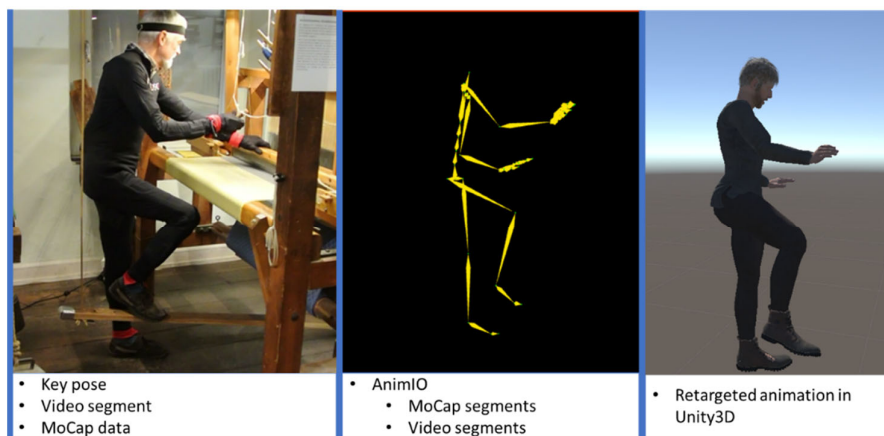 • Key pose
• Video segment
• MoCap data
• AnimIO
• MoCap segments
• Video segments
• Retargeted animation in
Unity3D